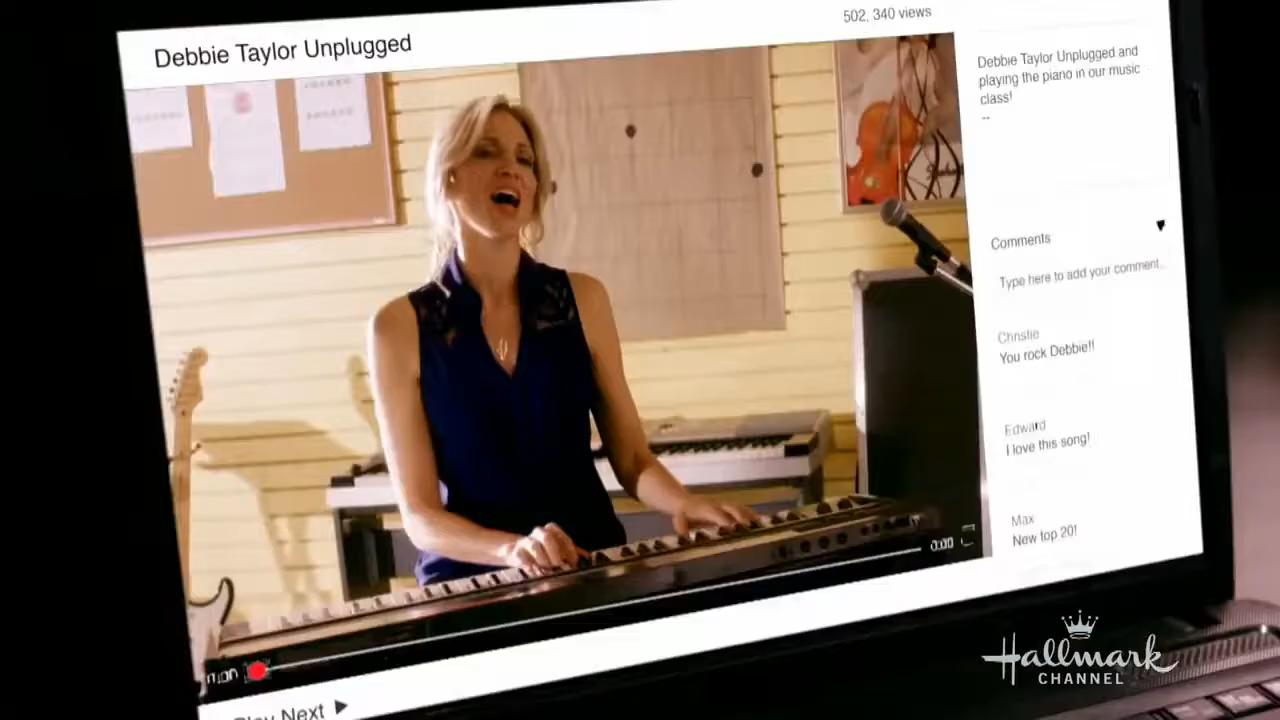 502, 340 views
Debbie Taylor Unplugged
Debbie Taylor Unplugged and
playing the piano in our music
class!
--
Comments
Type here to add your comment..
Christie
You rock Debbie!!
Edward
I love this song!
Max
New top 20!
0:00
Play Next
Hallmark
CHANNEL